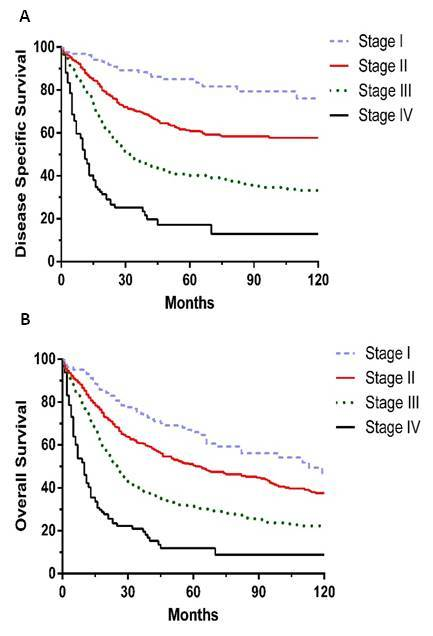 A
Disease Specific Survival
100
80
60
40
20
0
0 30 60 90 120
Months
Stage I
Stage II
Stage III
Stage IV
B
Overall Survival
100
80
60
40
20
0
0 30 60 90 120
Months
Stage I
Stage II
Stage III
Stage IV